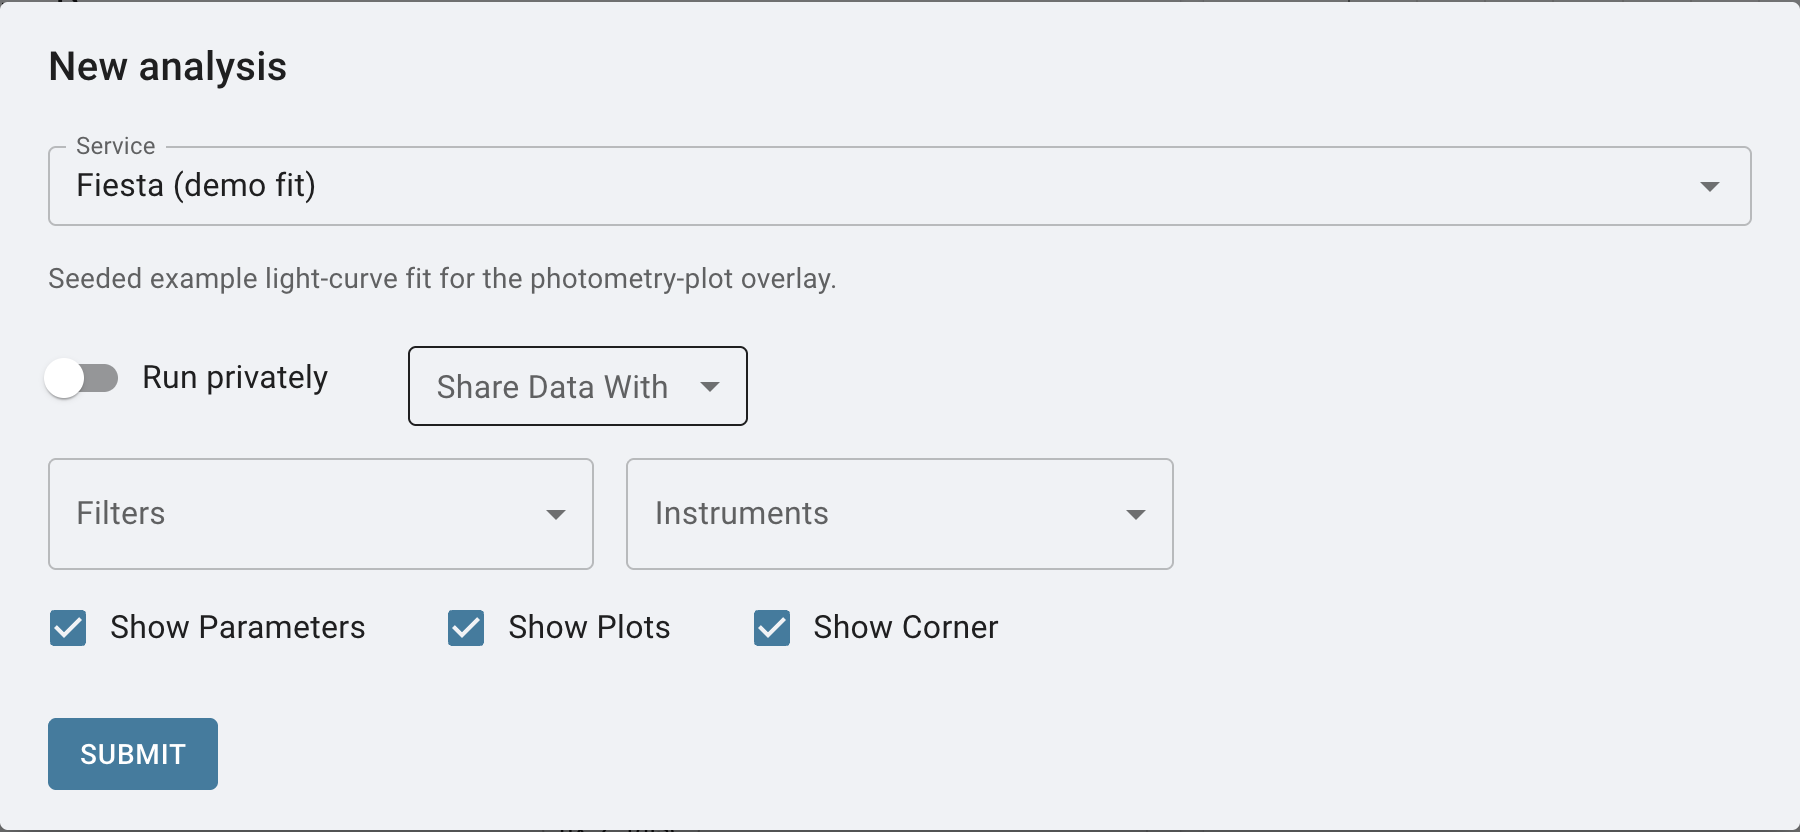 New analysis
Service
Fiesta (demo fit)
Seeded example light-curve fit for the photometry-plot overlay.
Run privately
Share Data With
Filters
Instruments
Show Parameters
Show Plots
Show Corner
SUBMIT